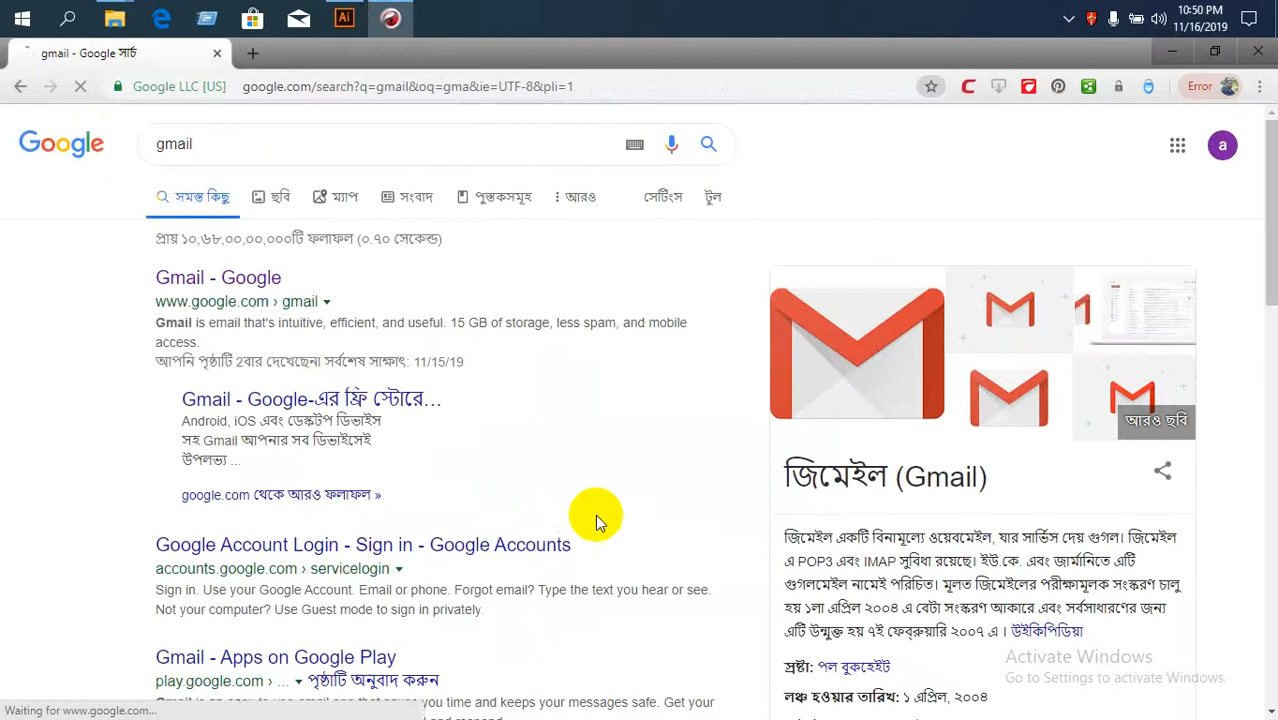 10:50 PM
11/16/2019
gmail - Google সার্চ
Google LLC [US]
google.com/search?q=gmail&oq=gma&ie=UTF-8&pli=1
Error
Google
gmail
a
সমস্ত কিছু
ছবি
ম্যাপ
সংবাদ
পুস্তকসমূহ
আরও
সেটিংস
টুল
প্রায় ১০,৬৮,০০,০০,০০০টি ফলাফল (০.৭০ সেকেন্ড)
Gmail - Google
www.google.com › gmail
Gmail is email that's intuitive, efficient, and useful. 15 GB of storage, less spam, and mobile
access.
আপনি পৃষ্ঠাটি 2বার দেখেছেন৷ সর্বশেষ সাক্ষাৎ: 11/15/19
Gmail - Google-এর ফ্রি স্টোরে...
Android, iOS এবং ডেস্কটপ ডিভাইস
সহ Gmail আপনার সব ডিভাইসেই
উপলভ্য ...
google.com থেকে আরও ফলাফল »
Google Account Login - Sign in - Google Accounts
accounts.google.com › servicelogin
Sign in. Use your Google Account. Email or phone. Forgot email? Type the text you hear or see.
Not your computer? Use Guest mode to sign in privately.
Gmail - Apps on Google Play
play.google.com › ... পৃষ্ঠাটি অনুবাদ করুন
আরও ছবি
জিমেইল (Gmail)
জিমেইল একটি বিনামূল্যে ওয়েবমেইল, যার সার্ভিস দেয় গুগল। জিমেইল
এ POP3 এবং IMAP সুবিধা রয়েছে। ইউ.কে. এবং জার্মানিতে এটি
গুগলমেইল নামেই পরিচিত। মূলত জিমেইলের পরীক্ষামূলক সংস্করণ চালু
হয় ১লা এপ্রিল ২০০৪ এ বেটা সংস্করণ আকারে এবং সর্বসাধারণের জন্য
এটি উন্মুক্ত হয় ৭ই ফেব্রুয়ারি ২০০৭ এ। উইকিপিডিয়া
স্রষ্টা: পল বুকহেইট
লঞ্চ হওয়ার তারিখ: ১ এপ্রিল, ২০০৪
Activate Windows
Go to Settings to activate Windows.
Waiting for www.google.com...